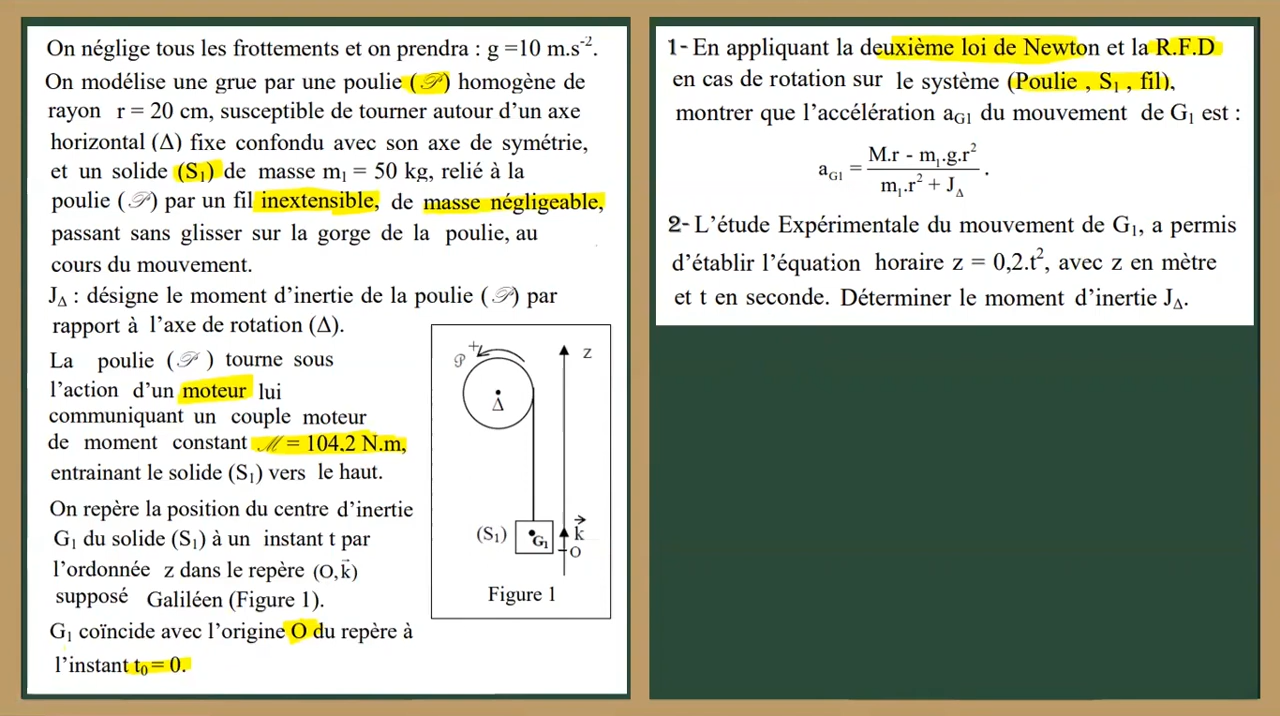 On néglige tous les frottements et on prendra : g =10 m.s⁻².
On modélise une grue par une poulie (𝒫) homogène de
rayon r = 20 cm, susceptible de tourner autour d'un axe
horizontal (Δ) fixe confondu avec son axe de symétrie,
et un solide (S₁) de masse m₁ = 50 kg, relié à la
poulie (𝒫) par un fil inextensible, de masse négligeable,
passant sans glisser sur la gorge de la poulie, au
cours du mouvement.
J_Δ : désigne le moment d'inertie de la poulie (𝒫) par
rapport à l'axe de rotation (Δ).
La poulie (𝒫) tourne sous
l'action d'un moteur lui
communiquant un couple moteur
de moment constant ℳ = 104,2 N.m,
entrainant le solide (S₁) vers le haut.
On repère la position du centre d'inertie
G₁ du solide (S₁) à un instant t par
l'ordonnée z dans le repère (O,k⃗)
supposé Galiléen (Figure 1).
G₁ coïncide avec l'origine O du repère à
l'instant t₀ = 0.
+
𝒫
z
Δ
(S₁)
G₁
k⃗
O
Figure 1
1- En appliquant la deuxième loi de Newton et la R.F.D
en cas de rotation sur le système (Poulie , S₁ , fil),
montrer que l'accélération a_G1 du mouvement de G₁ est :
a_G1 = (M.r - m₁.g.r²) / (m₁.r² + J_Δ) .
2- L'étude Expérimentale du mouvement de G₁, a permis
d'établir l'équation horaire z = 0,2.t², avec z en mètre
et t en seconde. Déterminer le moment d'inertie J_Δ.